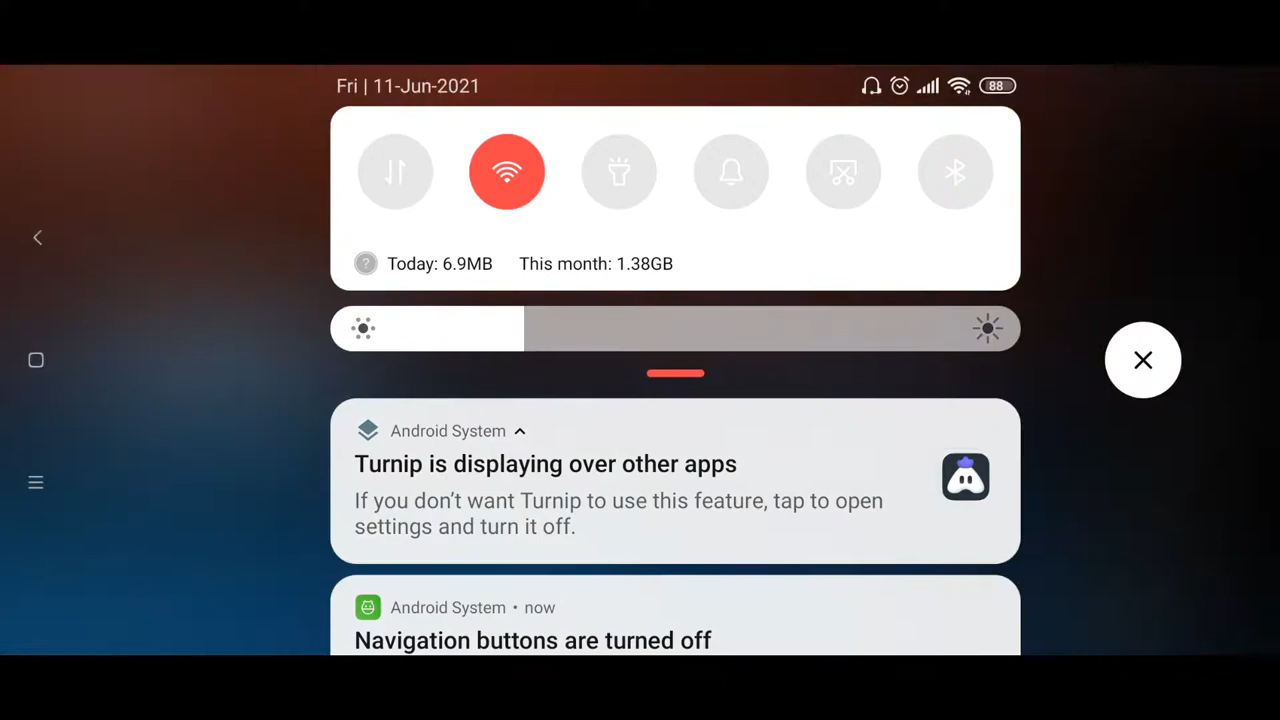 Fri | 11-Jun-2021
88
? Today: 6.9MB This month: 1.38GB
Android System
Turnip is displaying over other apps
If you don't want Turnip to use this feature, tap to open
settings and turn it off.
Android System • now
Navigation buttons are turned off